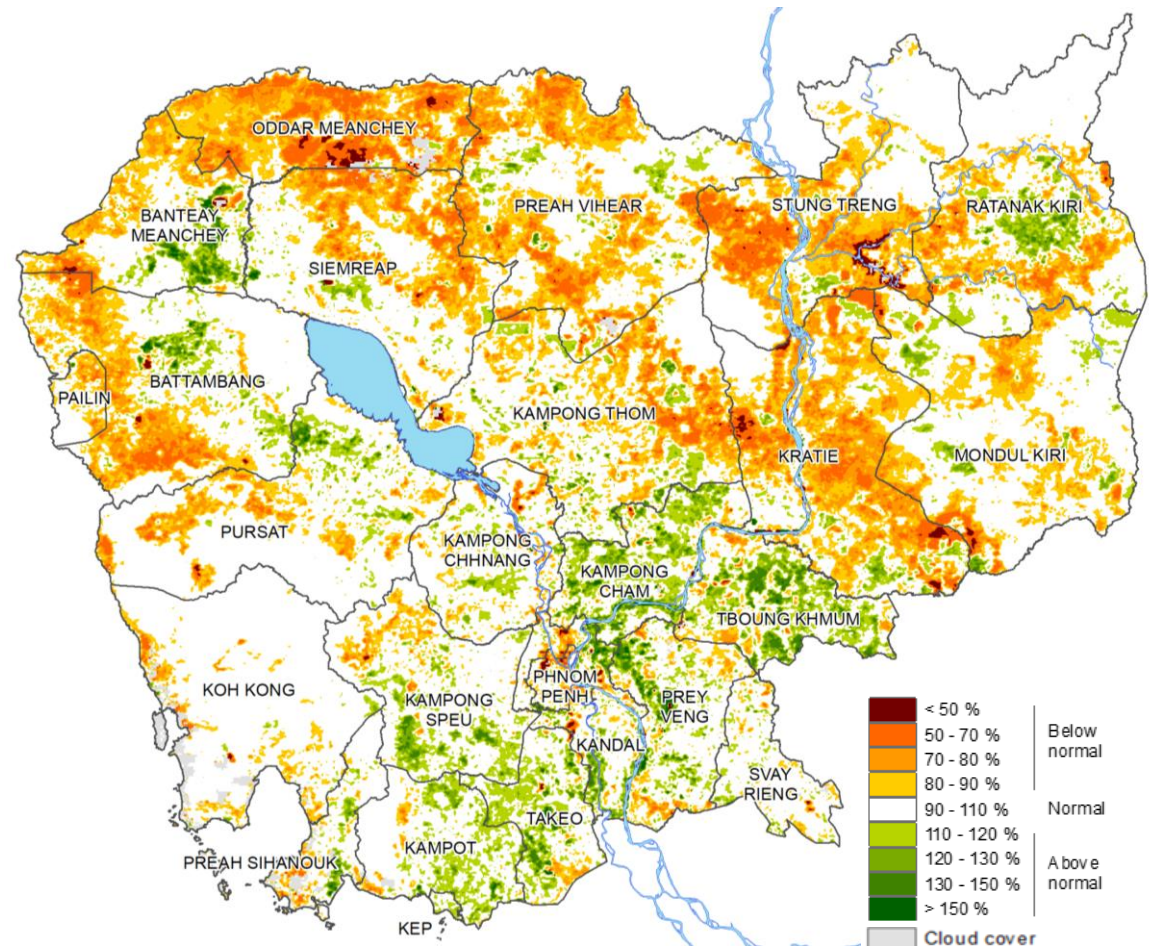 ODDAR MEANCHEY
BANTEAY
MEANCHEY
PREAH VIHEAR
STUNG TRENG
RATANAK KIRI
SIEMREAP
PAILIN
BATTAMBANG
KAMPONG THOM
KRATIE
MONDUL KIRI
PURSAT
KAMPONG
CHHNANG
KAMPONG
CHAM
TBOUNG KHMUM
KOH KONG
KAMPONG
SPEU
PHNOM
PENH
PREY
VENG
KANDAL
SVAY
RIENG
TAKEO
KAMPOT
PREAH SIHANOUK
KEP
< 50 %
50 - 70 %
70 - 80 %
80 - 90 %
Below
normal
90 - 110 %
Normal
110 - 120 %
120 - 130 %
130 - 150 %
> 150 %
Above
normal
Cloud cover